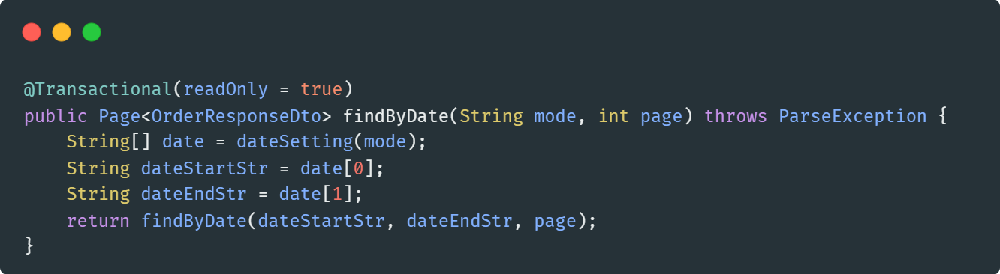 @Transactional(readOnly = true)
public Page<OrderResponseDto> findByDate(String mode, int page) throws ParseException {
    String[] date = dateSetting(mode);
    String dateStartStr = date[0];
    String dateEndStr = date[1];
    return findByDate(dateStartStr, dateEndStr, page);
}